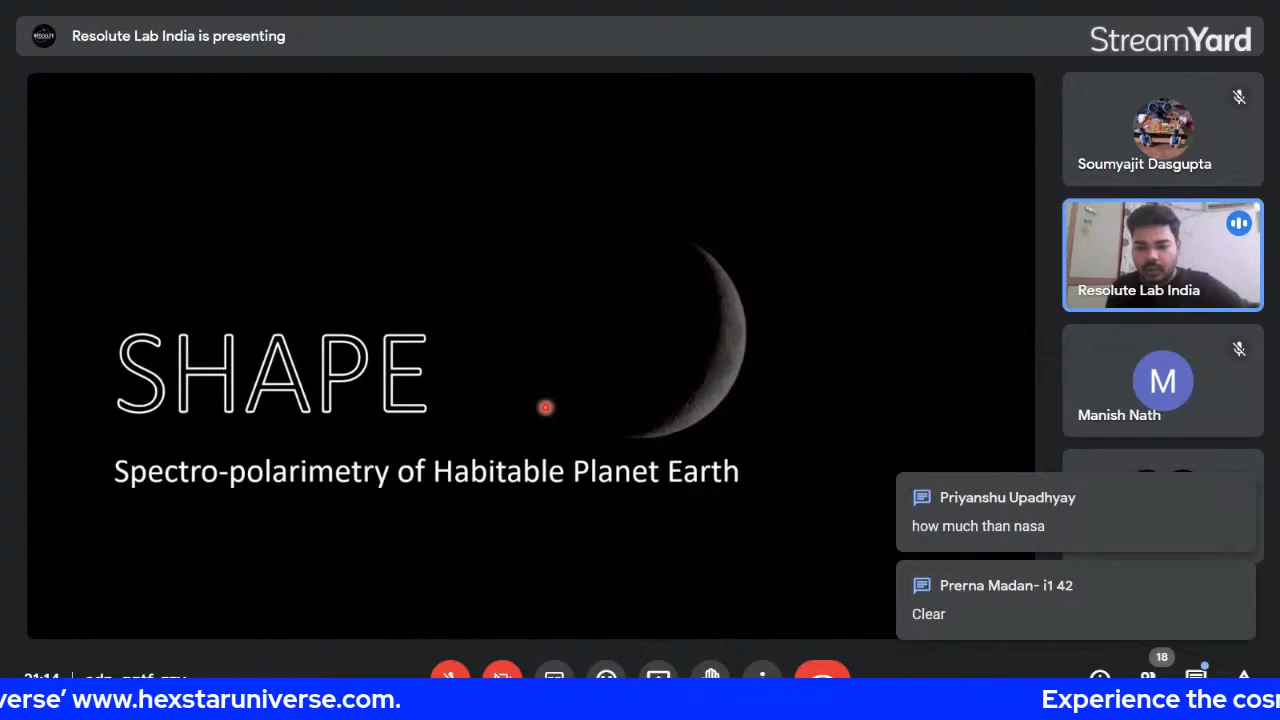 Resolute Lab India is presenting
StreamYard
Soumyajit Dasgupta
Resolute Lab India
M
Manish Nath
SHAPE
Spectro-polarimetry of Habitable Planet Earth
Priyanshu Upadhyay
how much than nasa
Prerna Madan- i1 42
Clear
18
verse’ www.hexstaruniverse.com.
Experience the cos